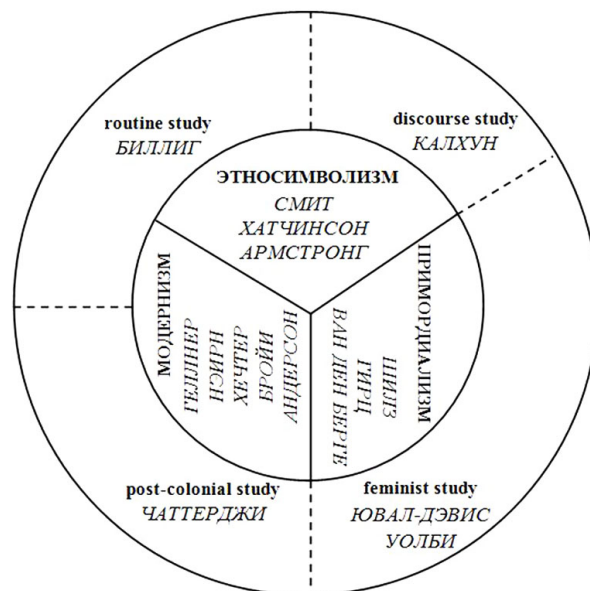 routine study
БИЛЛИГ
discourse study
КАЛХУН
ЭТНОСИМВОЛИЗМ
СМИТ
ХАТЧИНСОН
АРМСТРОНГ
МОДЕРНИЗМ
ГЕЛЛНЕР
НЭИРН
ХЕЧТЕР
БРОЙИ
АНДЕРСОН
ПРИМОРДИАЛИЗМ
ШИЛЗ
ГИРЦ
ВАН ДЕН БЕРГЕ
post-colonial study
ЧАТТЕРДЖИ
feminist study
ЮВАЛ-ДЭВИС
УОЛБИ